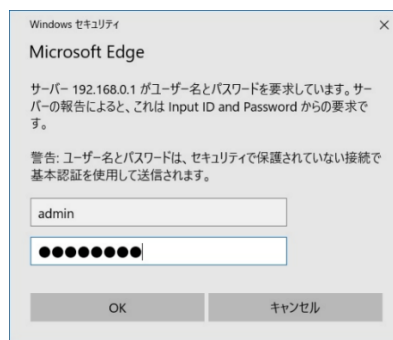 Windows セキュリティ
Microsoft Edge
サーバー 192.168.0.1 がユーザー名とパスワードを要求しています。サー
バーの報告によると、これは Input ID and Password からの要求で
す。
警告: ユーザー名とパスワードは、セキュリティで保護されていない接続で
基本認証を使用して送信されます。
admin
●●●●●●●●
OK
キャンセル